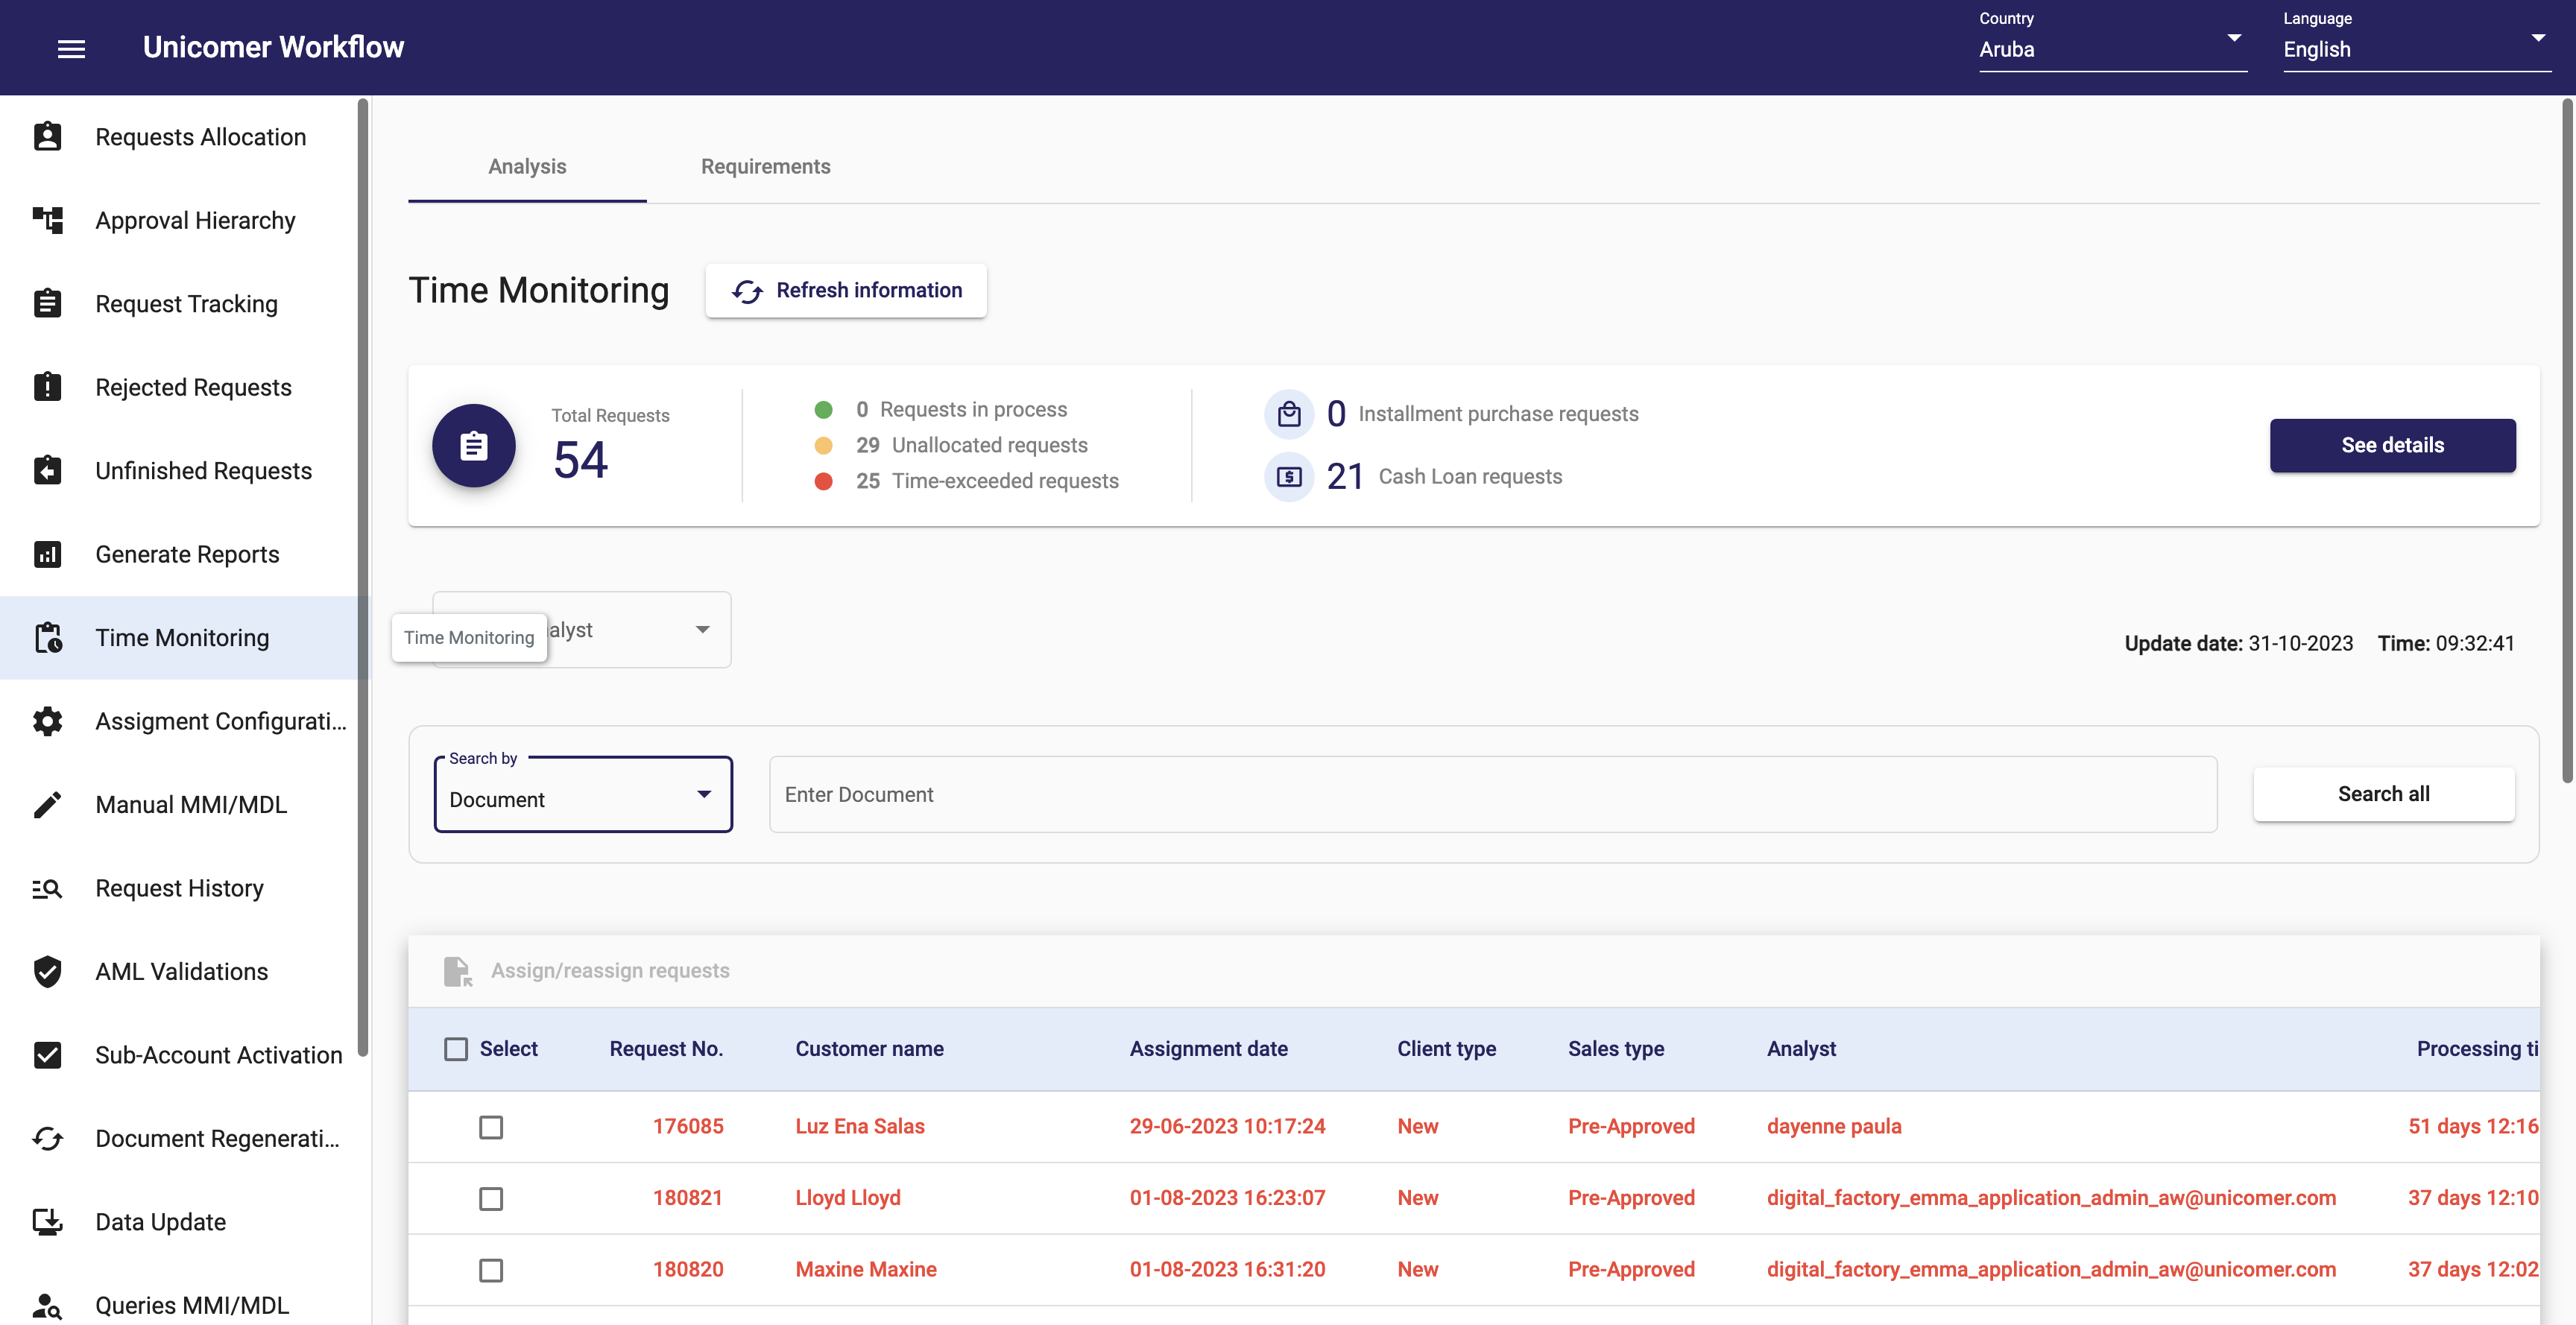 Unicomer Workflow
Country
Aruba
Language
English
Requests Allocation
Approval Hierarchy
Request Tracking
Rejected Requests
Unfinished Requests
Generate Reports
Time Monitoring
Assigment Configurati...
Manual MMI/MDL
Request History
AML Validations
Sub-Account Activation
Document Regenerati...
Data Update
Queries MMI/MDL
Analysis Requirements
Time Monitoring
Refresh information
Total Requests
54
0 Requests in process
29 Unallocated requests
25 Time-exceeded requests
0 Installment purchase requests
21 Cash Loan requests
See details
Time Monitoring
alyst
Update date: 31-10-2023 Time: 09:32:41
Search by
Document
Enter Document
Search all
Assign/reassign requests
Select Request No. Customer name Assignment date Client type Sales type Analyst Processing ti
176085 Luz Ena Salas 29-06-2023 10:17:24 New Pre-Approved dayenne paula 51 days 12:16
180821 Lloyd Lloyd 01-08-2023 16:23:07 New Pre-Approved digital_factory_emma_application_admin_aw@unicomer.com 37 days 12:10
180820 Maxine Maxine 01-08-2023 16:31:20 New Pre-Approved digital_factory_emma_application_admin_aw@unicomer.com 37 days 12:02